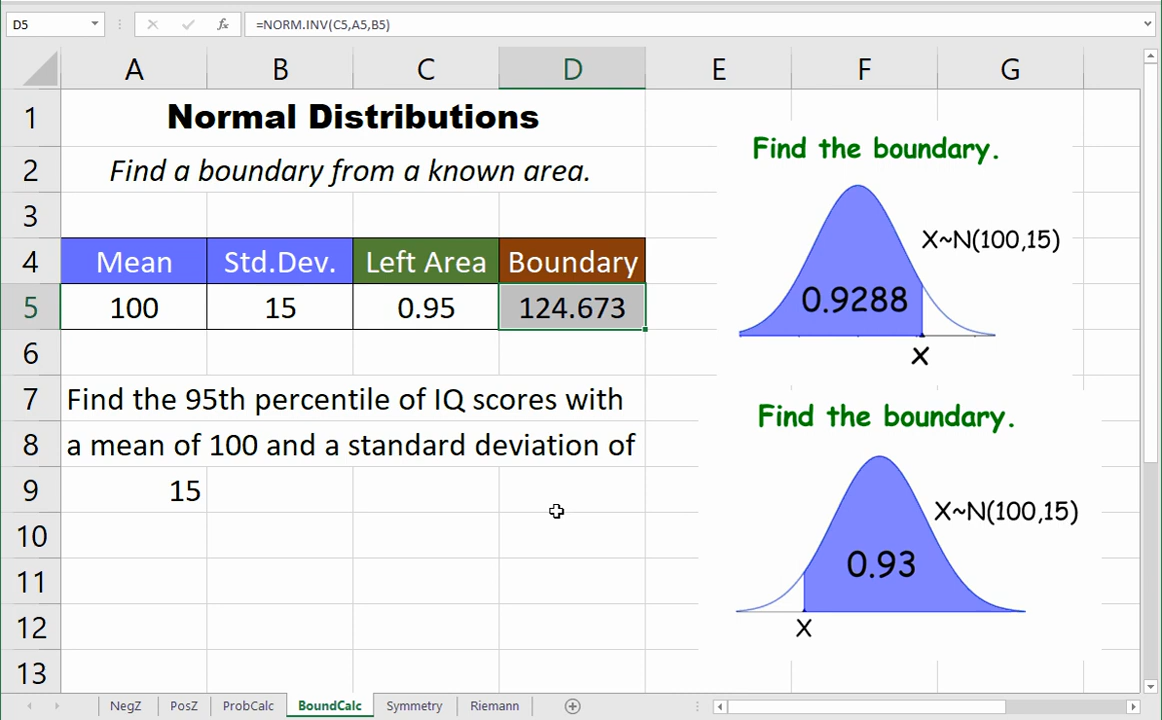 D5
=NORM.INV(C5,A5,B5)
A B C D E F G
1 Normal Distributions
2 Find a boundary from a known area.
3
4 Mean Std.Dev. Left Area Boundary
5 100 15 0.95 124.673
6
7 Find the 95th percentile of IQ scores with
8 a mean of 100 and a standard deviation of
9 15
10
11
12
13
Find the boundary.
X~N(100,15)
0.9288
X
Find the boundary.
X~N(100,15)
0.93
X
NegZ PosZ ProbCalc BoundCalc Symmetry Riemann